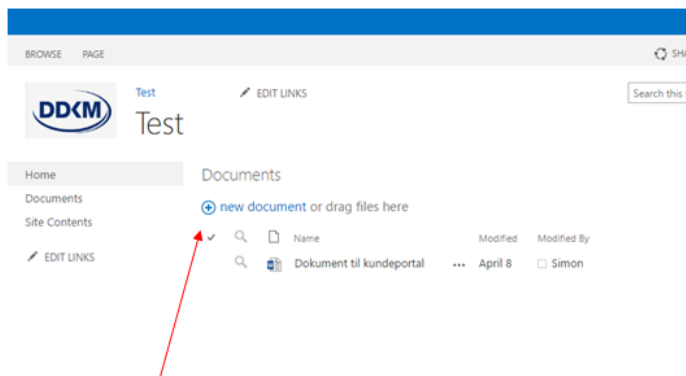 BROWSE PAGE
SHA
DDKM
Test
EDIT LINKS
Search this
Test
Home
Documents
Site Contents
EDIT LINKS
Documents
new document or drag files here
Name Modified Modified By
Dokument til kundeportal ... April 8 Simon